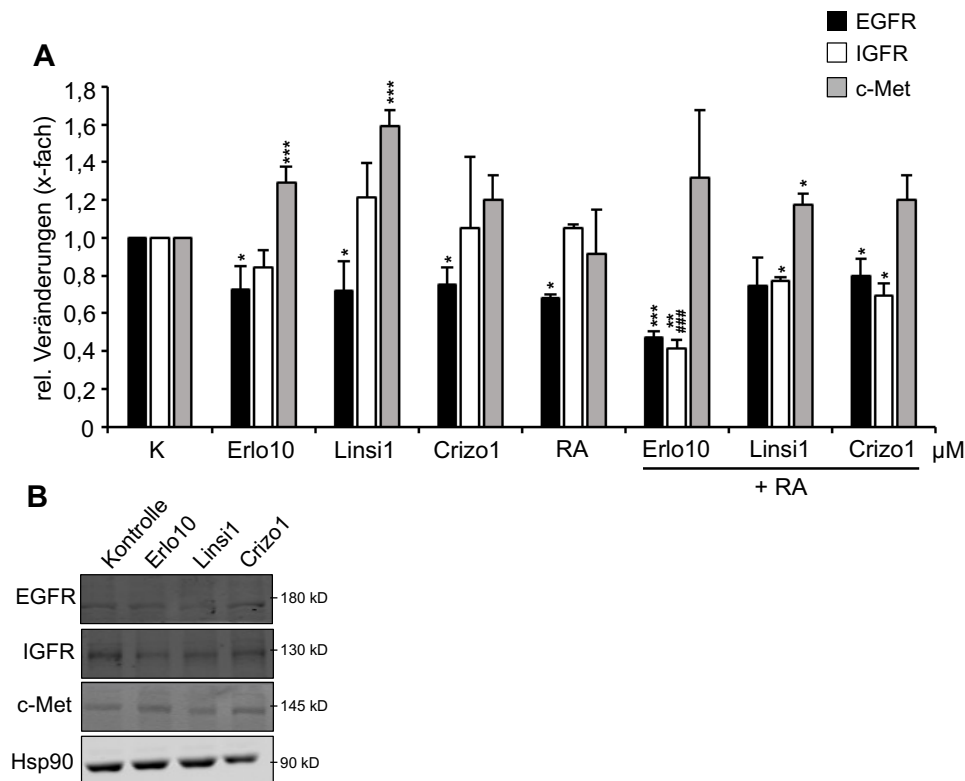 EGFR
IGFR
c-Met
A
rel. Veränderungen (x-fach)
1,8
1,6
1,4
1,2
1,0
0,8
0,6
0,4
0,2
0
*
***
*
***
*
*
***
**
###
*
*
*
*
K Erlo10 Linsi1 Crizo1 RA Erlo10 Linsi1 Crizo1 µM
+ RA
B
Kontrolle Erlo10 Linsi1 Crizo1
EGFR 180 kD
IGFR 130 kD
c-Met 145 kD
Hsp90 90 kD